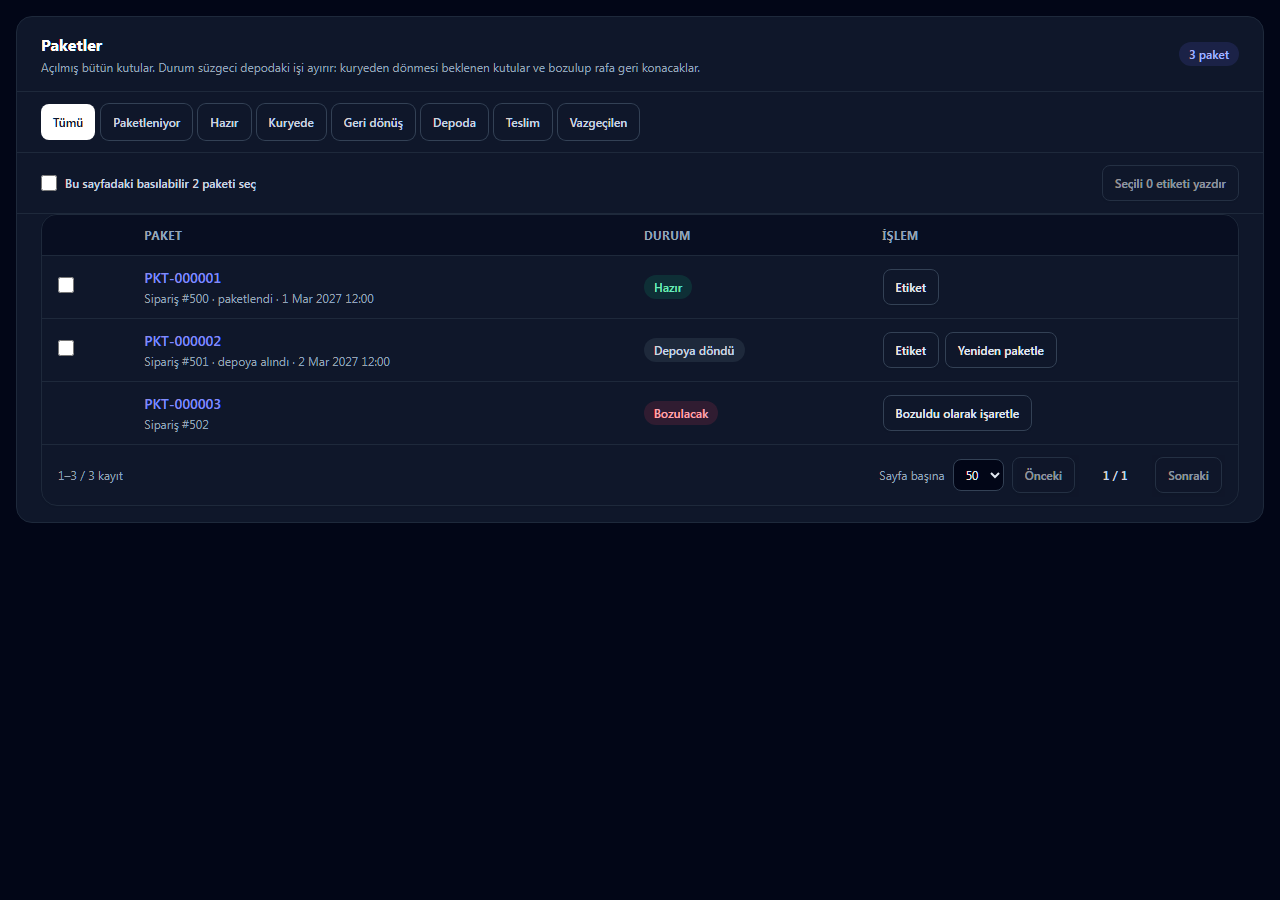 Paketler
Açılmış bütün kutular. Durum süzgeci depodaki işi ayırır: kuryeden dönmesi beklenen kutular ve bozulup rafa geri konacaklar.
3 paket
Tümü
Paketleniyor
Hazır
Kuryede
Geri dönüş
Depoda
Teslim
Vazgeçilen
Bu sayfadaki basılabilir 2 paketi seç
Seçili 0 etiketi yazdır
PAKET
DURUM
İŞLEM
PKT-000001
Sipariş #500 · paketlendi · 1 Mar 2027 12:00
Hazır
Etiket
PKT-000002
Sipariş #501 · depoya alındı · 2 Mar 2027 12:00
Depoya döndü
Etiket
Yeniden paketle
PKT-000003
Sipariş #502
Bozulacak
Bozuldu olarak işaretle
1–3 / 3 kayıt
Sayfa başına
50
Önceki
1 / 1
Sonraki